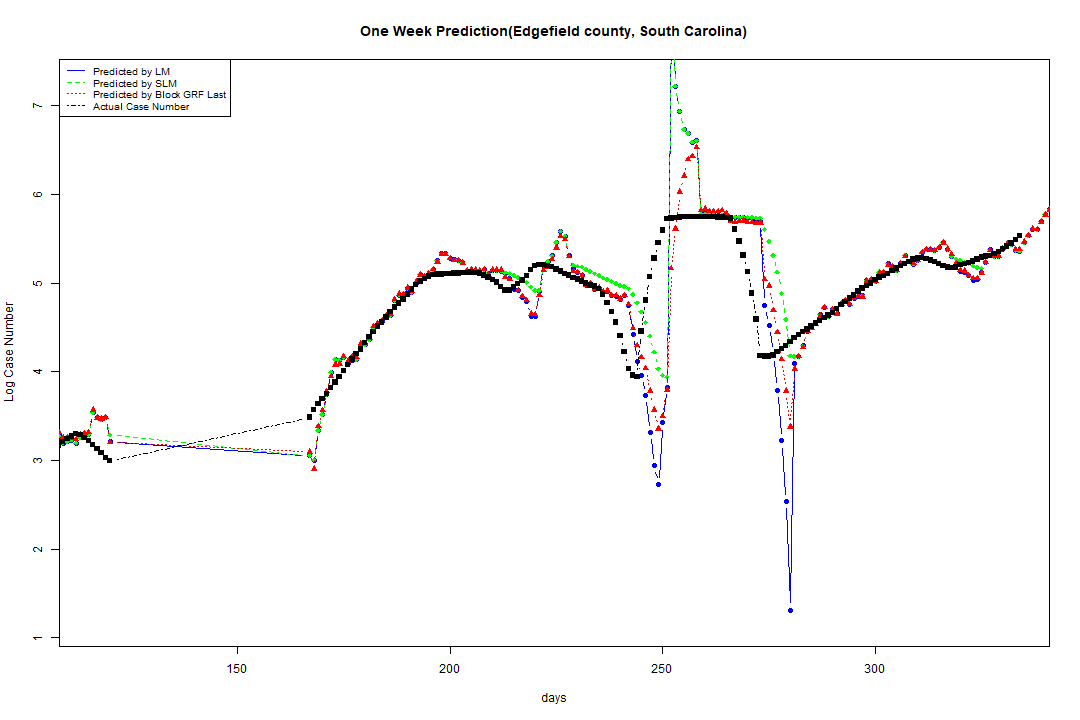 One Week Prediction(Edgefield county, South Carolina)
Predicted by LM
Predicted by SLM
Predicted by Block GRF Last
Actual Case Number
7
6
5
4
3
2
1
Log Case Number
150 200 250 300
days